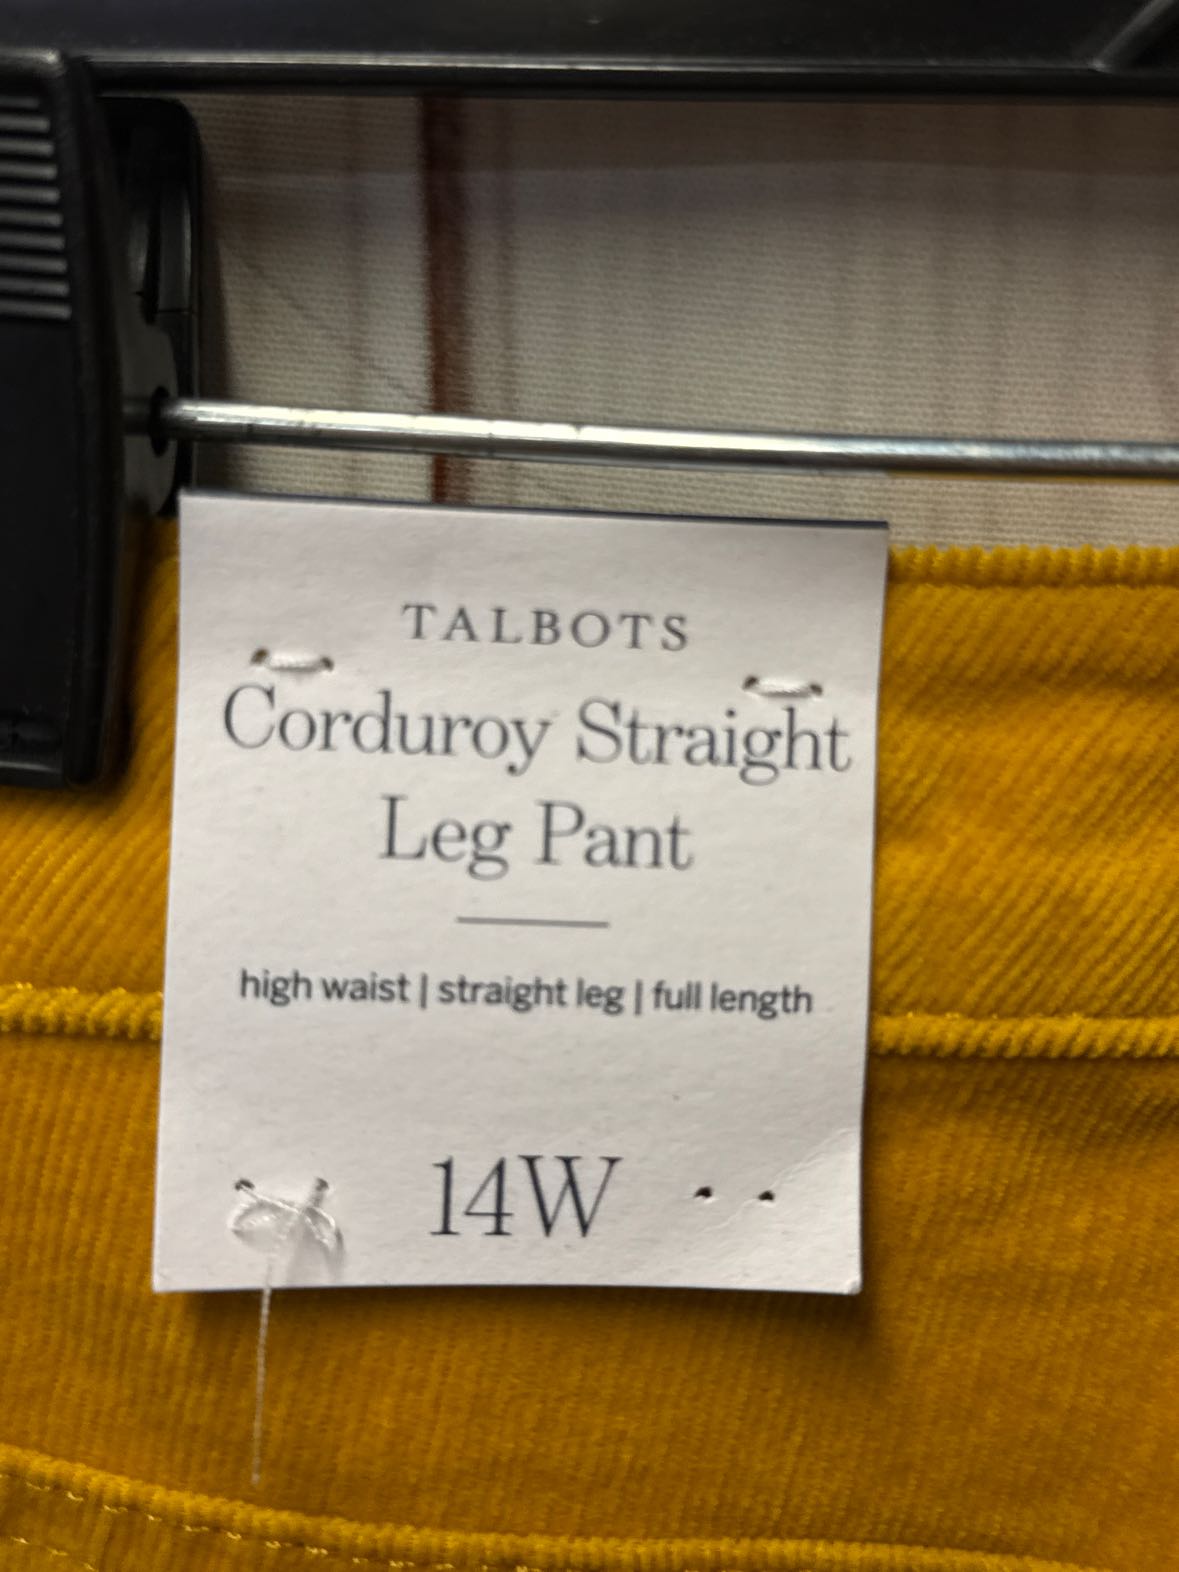 TALBOTS
Corduroy Straight
Leg Pant
high waist | straight leg | full length
14W